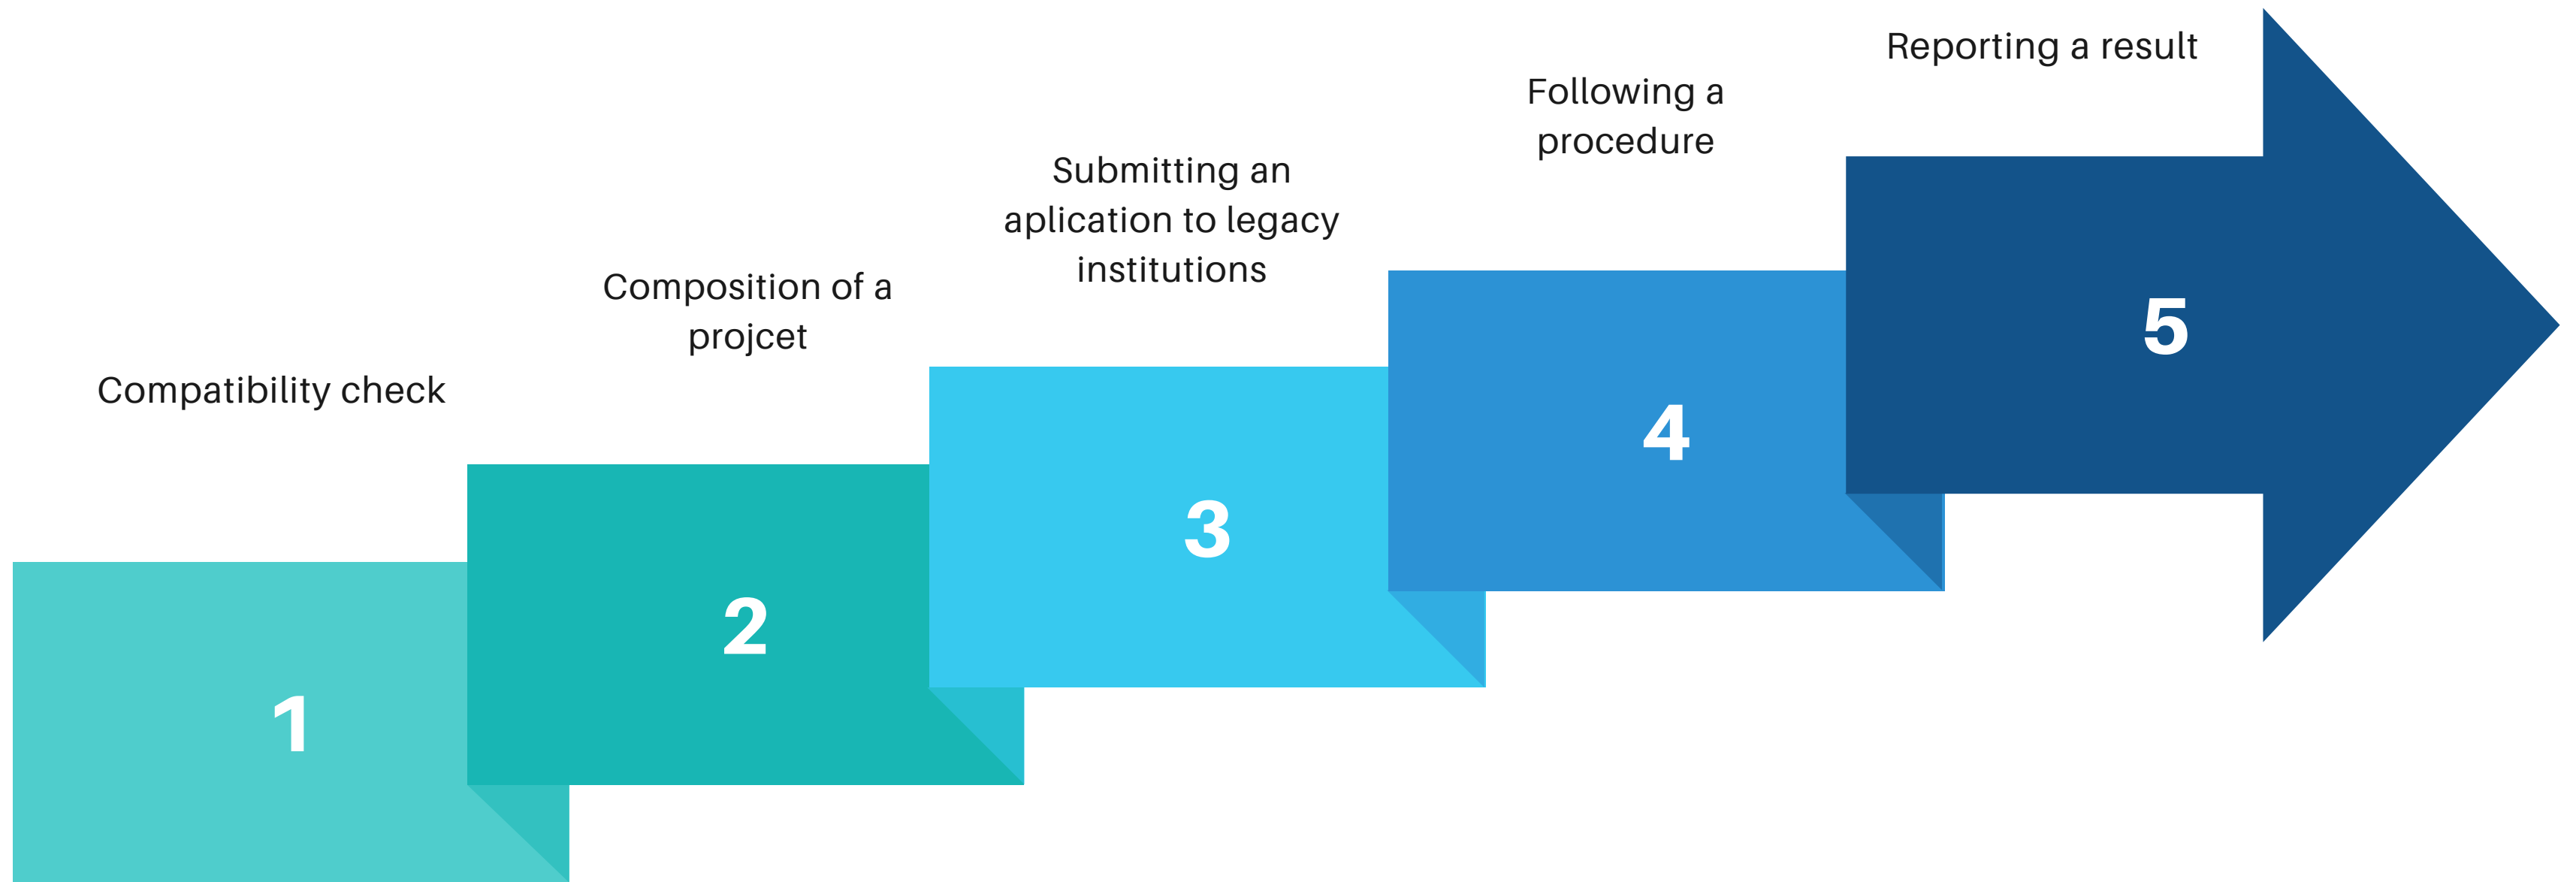 Compatibility check
1
Composition of a
projcet
2
Submitting an
aplication to legacy
institutions
3
Following a
procedure
4
Reporting a result
5